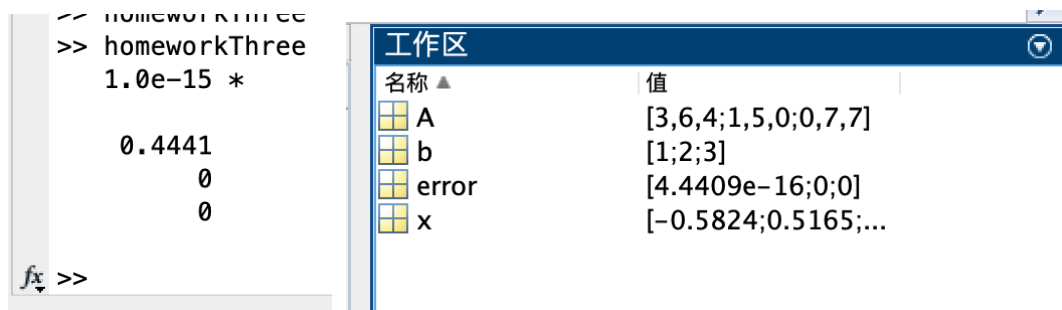 >> homeworkThree
>> homeworkThree
1.0e-15 *
0.4441
0
0
fx >>
工作区
名称 值
A [3,6,4;1,5,0;0,7,7]
b [1;2;3]
error [4.4409e-16;0;0]
x [-0.5824;0.5165;...